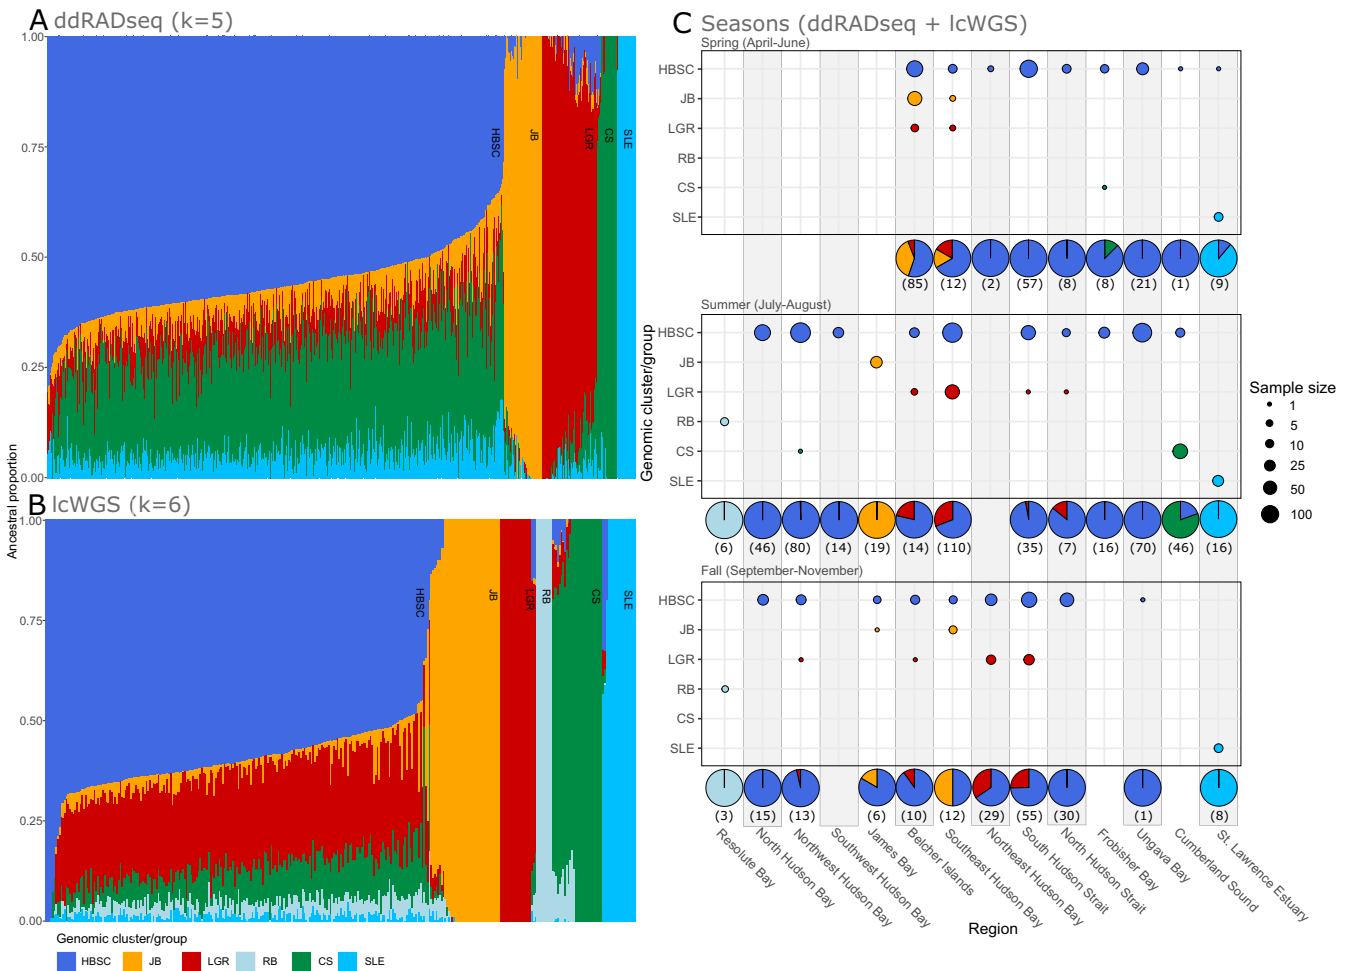 A ddRADseq (k=5)
1.00
0.75
0.50
0.25
0.00
HBSC
JB
LGR
CS
SLE
Ancestral proportion
B lcWGS (k=6)
1.00
0.75
0.50
0.25
0.00
HBSC
JB
LGR
RB
CS
SLE
Genomic cluster/group
HBSC JB LGR RB CS SLE
C Seasons (ddRADseq + lcWGS)
Genomic cluster/group
Spring (April-June)
HBSC
JB
LGR
RB
CS
SLE
(85) (12) (2) (57) (8) (8) (21) (1) (9)
Summer (July-August)
HBSC
JB
LGR
RB
CS
SLE
(6) (46) (80) (14) (19) (14) (110) (35) (7) (16) (70) (46) (16)
Fall (September-November)
HBSC
JB
LGR
RB
CS
SLE
(3) (15) (13) (6) (10) (12) (29) (55) (30) (1) (8)
Resolute Bay
North Hudson Bay
Northwest Hudson Bay
Southwest Hudson Bay
James Bay
Belcher Islands
Southeast Hudson Bay
Northeast Hudson Bay
South Hudson Strait
North Hudson Strait
Frobisher Bay
Ungava Bay
Cumberland Sound
St. Lawrence Estuary
Region
Sample size
1
5
10
25
50
100